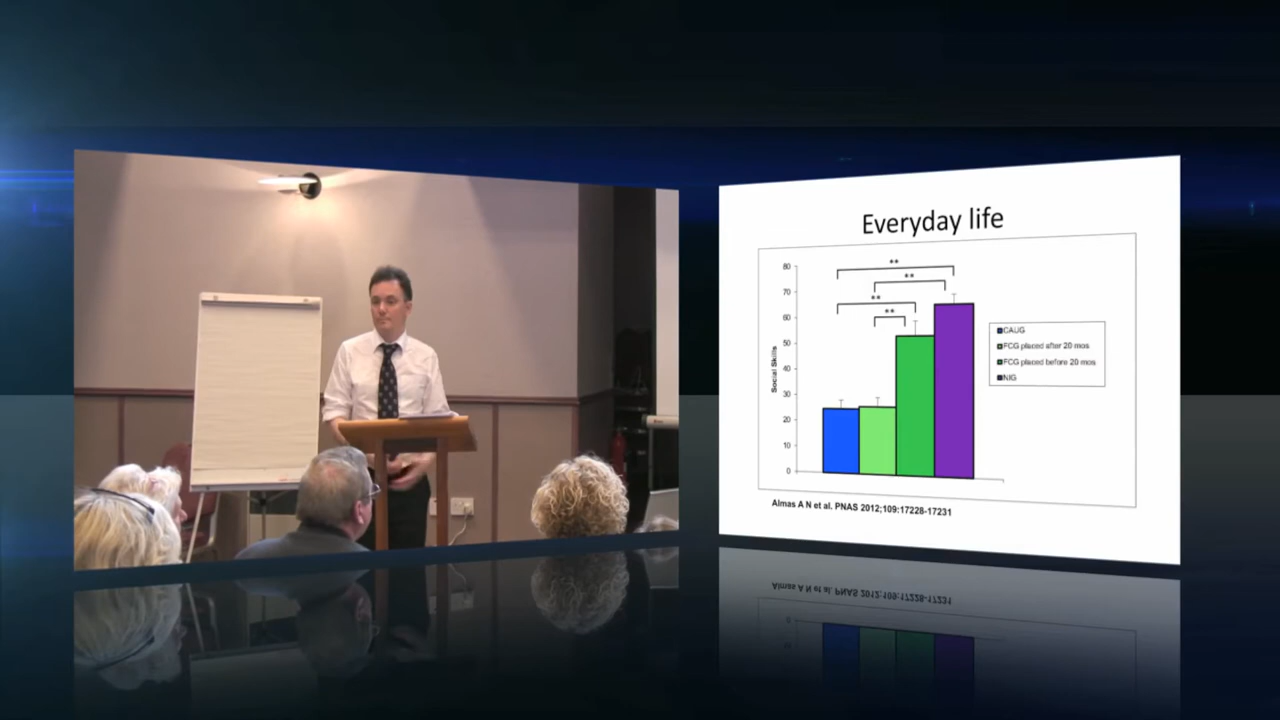 Everyday life
**
**
**
**
80
70
60
50
40
30
20
10
0
Social Skills
CAUG
FCG placed after 20 mos
FCG placed before 20 mos
NIG
Almas A N et al. PNAS 2012;109:17228-17231